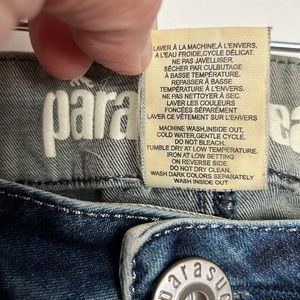 LAVER À LA MACHINE, À L'ENVERS,
A L'EAU FROIDE, CYCLE DÉLICAT.
NE PAS JAVELLISER.
SÉCHER PAR CULBUTAGE
À BASSE TEMPÉRATURE.
REPASSER À BASSE
TEMPÉRATURE.
NE PAS NETTOYER À SEC.
LAVER LES COULEURS
FONCÉES SÉPARÉMENT
LAVER CE VÊTEMENT SUR L'ENVERS
MACHINE WASH,INSIDE OUT,
COLD WATER,GENTLE CYCLE.
DO NOT BLEACH.
TUMBLE DRY AT LOW TEMPERATURE.
IRON AT LOW SETTING
ON REVERSE SIDE.
DO NOT DRY CLEAN.
WASH DARK COLORS SEPARATELY
WASH INSIDE OUT
para
parasu